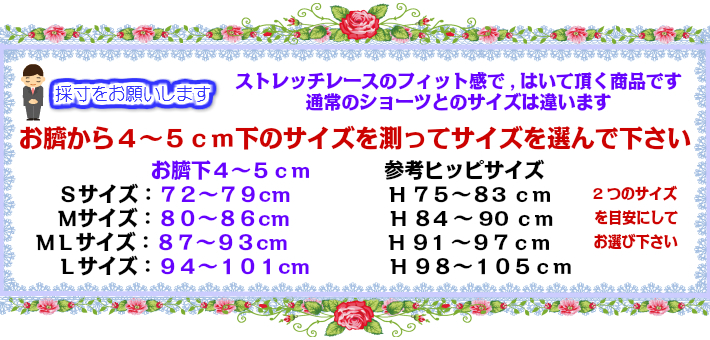 採寸をお願いします
ストレッチレースのフィット感で，はいて頂く商品です
通常のショーツとのサイズは違います
お臍から４～５ｃｍ下のサイズを測ってサイズを選んで下さい
お臍下４～５ｃｍ　参考ヒッピサイズ
Ｓサイズ：７２～７９cm　Ｈ７５～８３ｃｍ
Ｍサイズ：８０～８６cm　Ｈ８４～９０ｃｍ
ＭＬサイズ：８７～９３cm　Ｈ９１～９７ｃｍ
Ｌサイズ：９４～１０１cm　Ｈ９８～１０５ｃｍ
２つのサイズ
を目安にして
お選び下さい